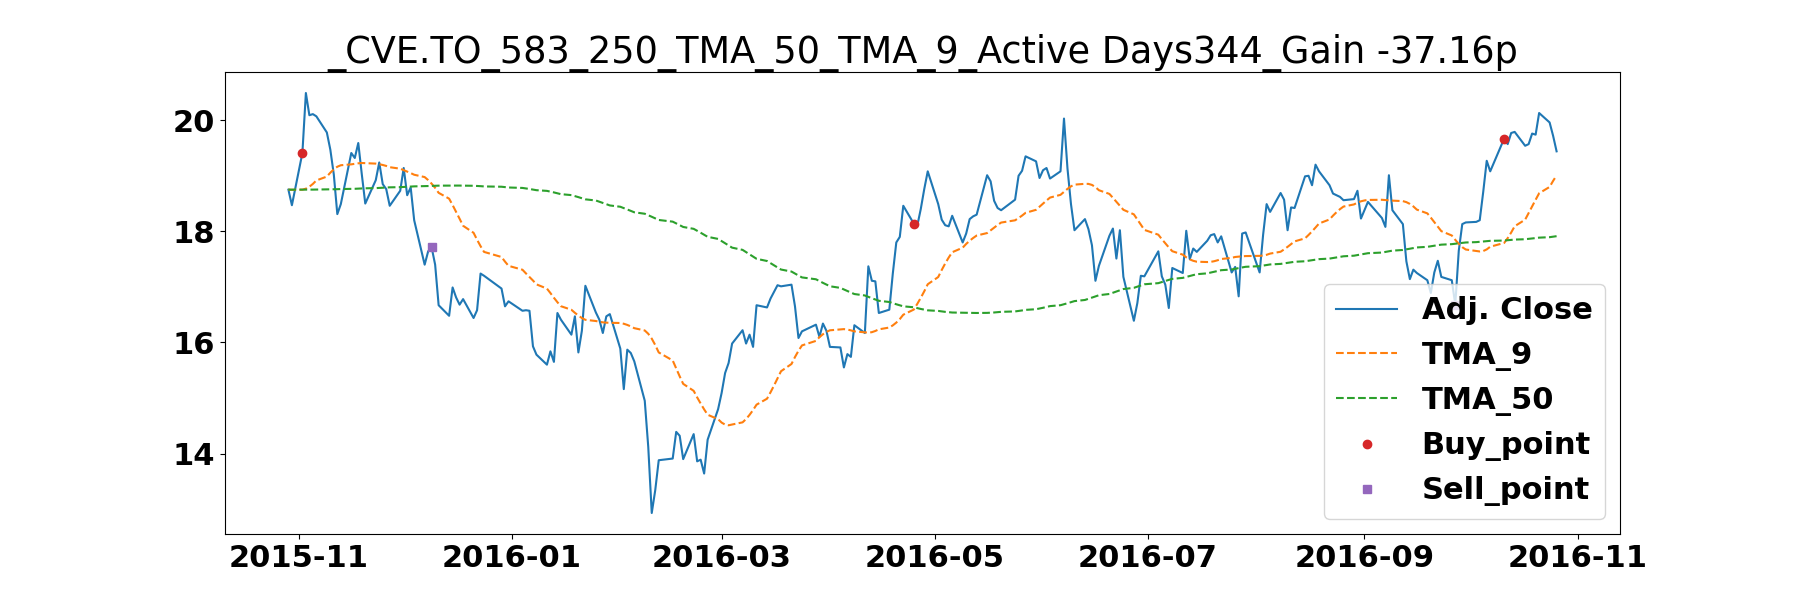 _CVE.TO_583_250_TMA_50_TMA_9_Active Days344_Gain -37.16p
20
18
16
14
Adj. Close
TMA_9
TMA_50
Buy_point
Sell_point
2015-11 2016-01 2016-03 2016-05 2016-07 2016-09 2016-11